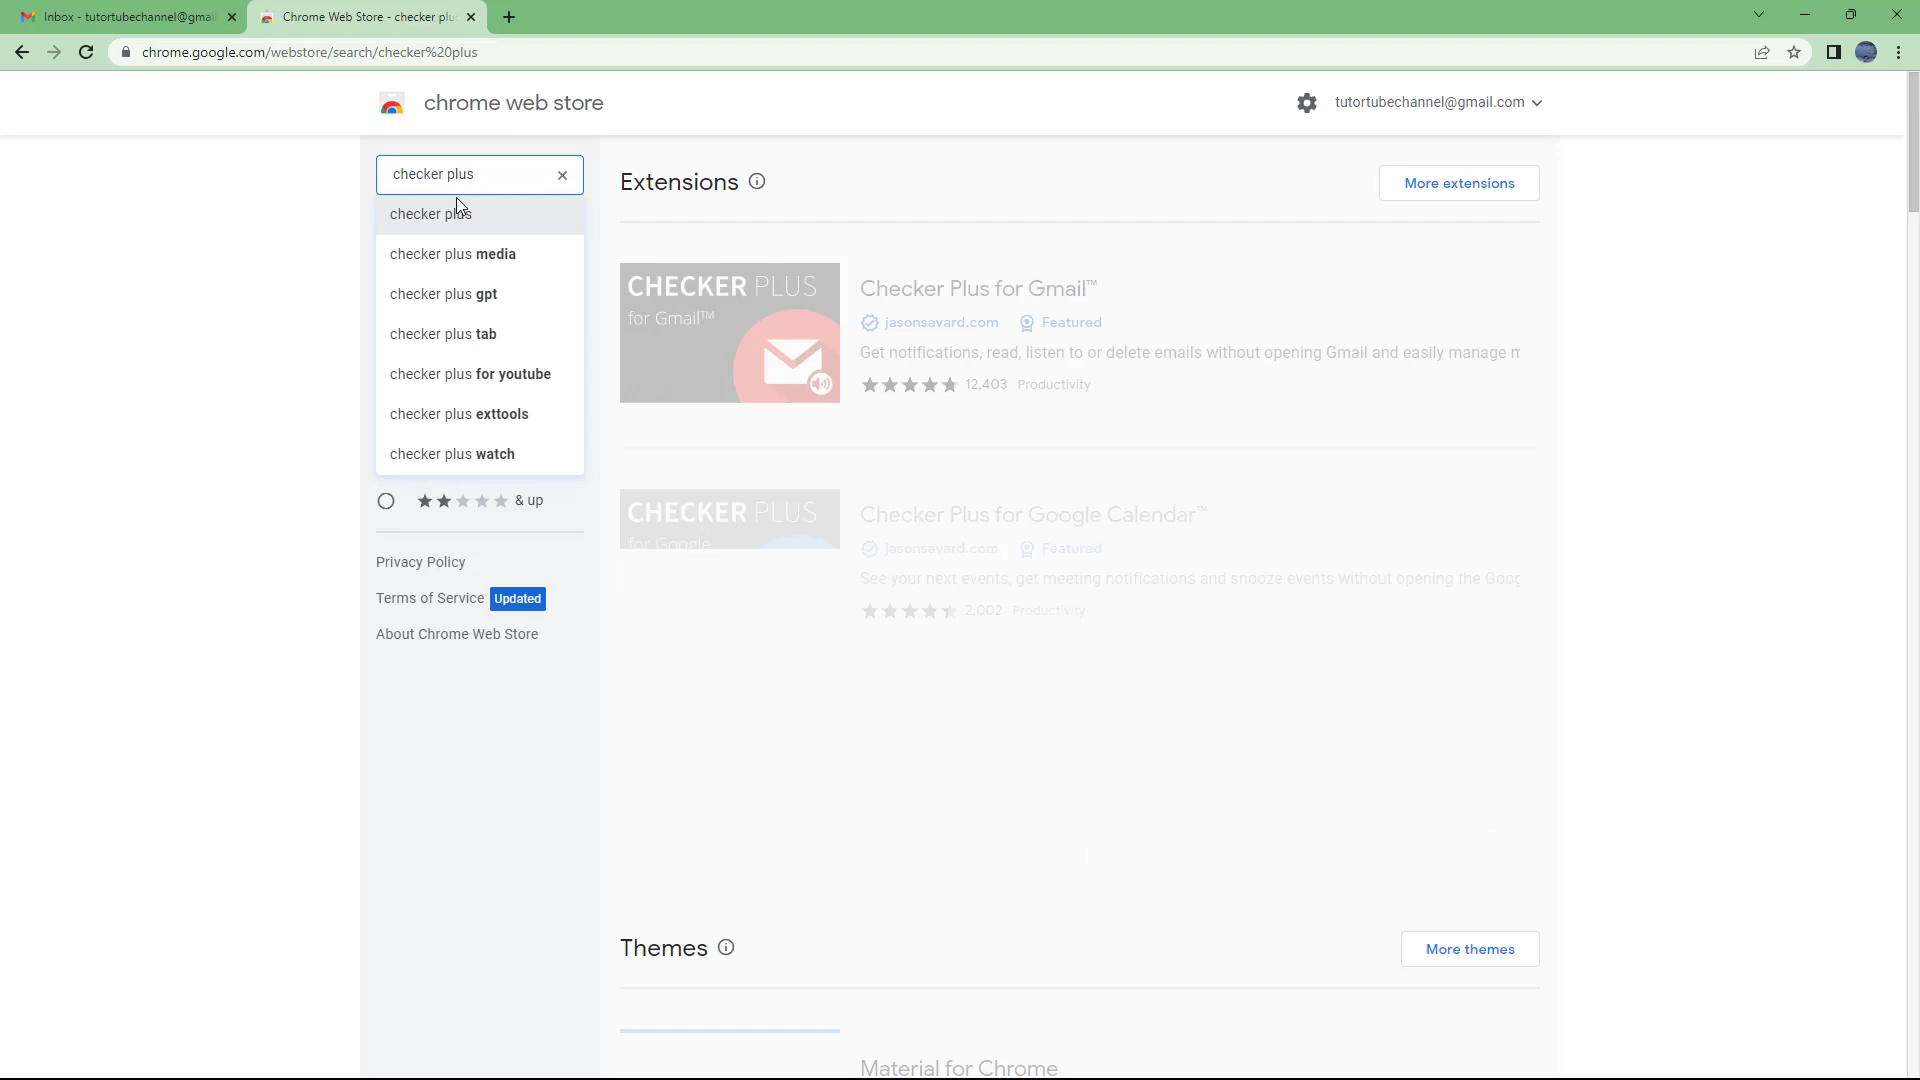 Inbox - tutortubechannel@gmai
Chrome Web Store - checker plu
chrome.google.com/webstore/search/checker%20plus
chrome web store
tutortubechannel@gmail.com
checker plus
checker plus
checker plus media
checker plus gpt
checker plus tab
checker plus for youtube
checker plus exttools
checker plus watch
& up
Privacy Policy
Terms of Service Updated
About Chrome Web Store
Extensions
More extensions
CHECKER PLUS
for Gmail™
Checker Plus for Gmail™
jasonsavard.com Featured
Get notifications, read, listen to or delete emails without opening Gmail and easily manage m
12,403 Productivity
CHECKER PLUS
for Google
Checker Plus for Google Calendar™
jasonsavard.com Featured
See your next events, get meeting notifications and snooze events without opening the Goog
2,002 Productivity
Themes
More themes
Material for Chrome